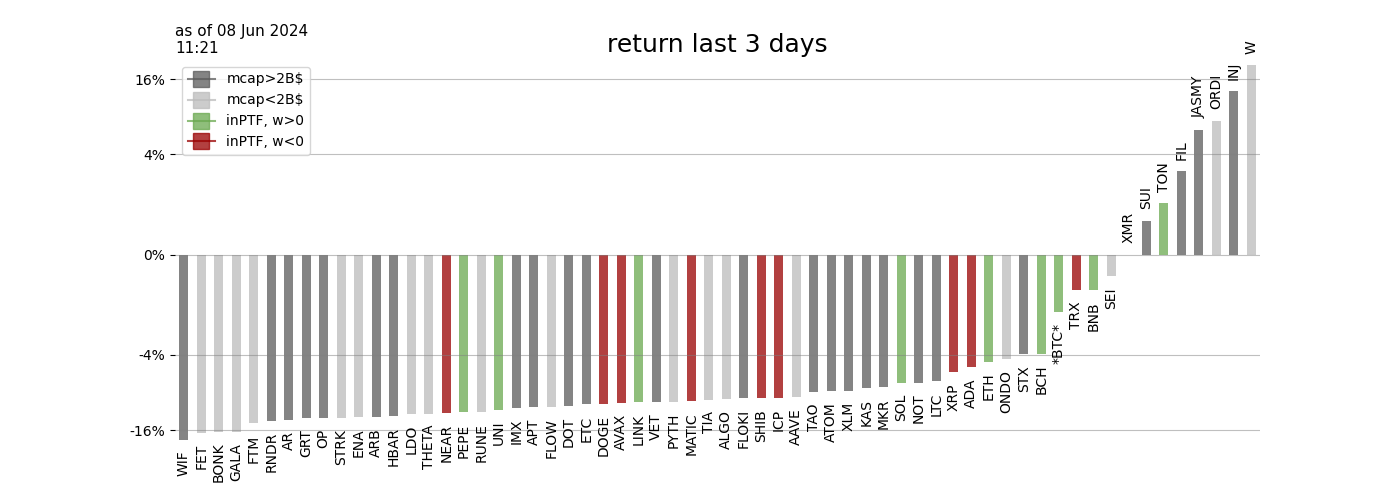 as of 08 Jun 2024
11:21
return last 3 days
mcap>2B$
mcap<2B$
inPTF, w>0
inPTF, w<0
16%
4%
0%
-4%
-16%
WIF
FET
BONK
GALA
FTM
RNDR
AR
GRT
OP
STRK
ENA
ARB
HBAR
LDO
THETA
NEAR
PEPE
RUNE
UNI
IMX
APT
FLOW
DOT
ETC
DOGE
AVAX
LINK
VET
PYTH
MATIC
TIA
ALGO
FLOKI
SHIB
ICP
AAVE
TAO
ATOM
XLM
KAS
MKR
SOL
NOT
LTC
XRP
ADA
ETH
ONDO
STX
BCH
*BTC*
TRX
BNB
SEI
XMR
SUI
TON
FIL
JASMY
ORDI
INJ
W